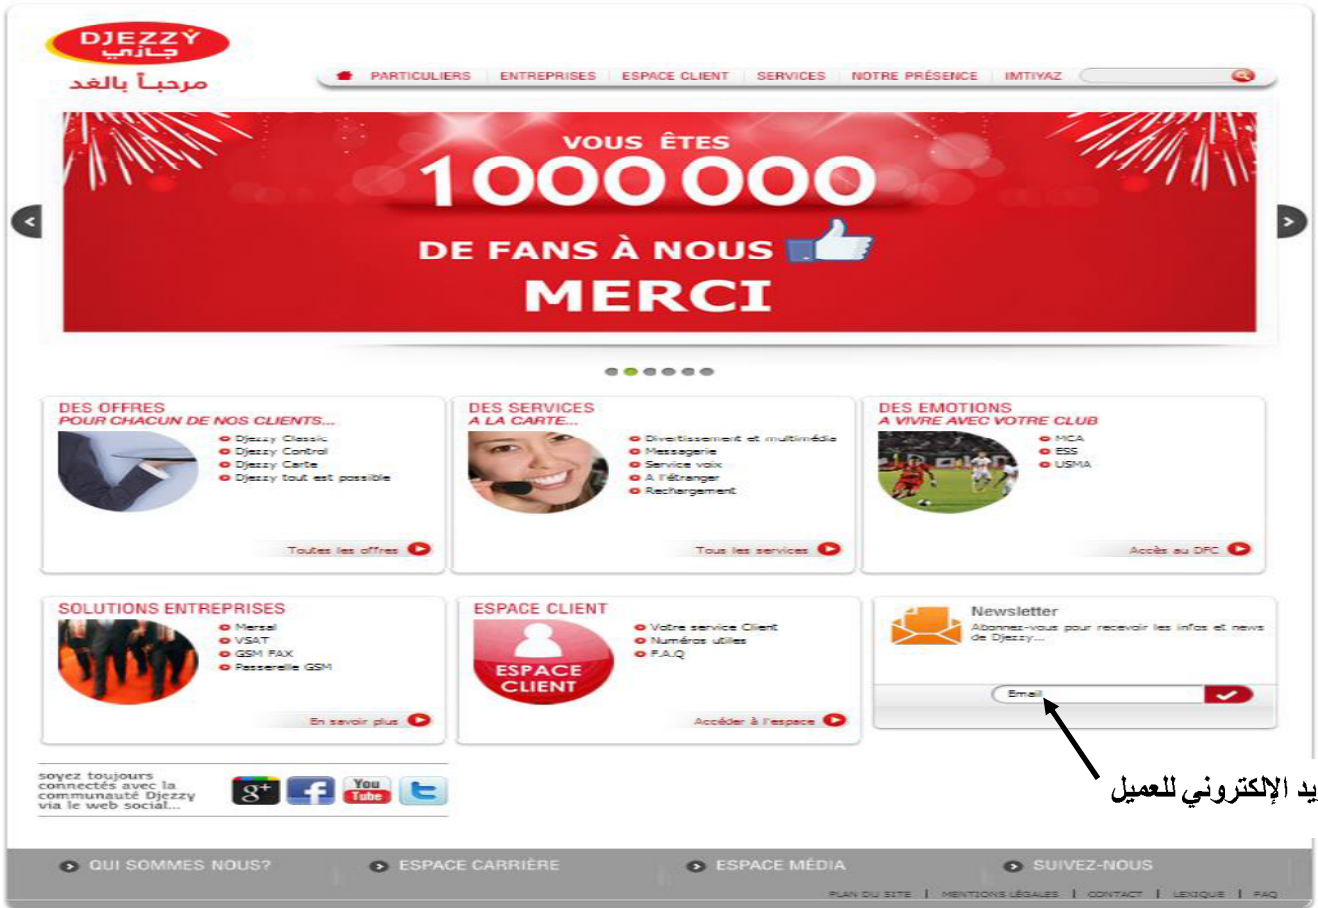 DJEZZY
جازي
مرحبـاً بالغد
PARTICULIERS ENTREPRISES ESPACE CLIENT SERVICES NOTRE PRÉSENCE IMTIYAZ
VOUS ÊTES
1000 000
DE FANS À NOUS
MERCI
DES OFFRES
POUR CHACUN DE NOS CLIENTS...
Djezzy Classic
Djezzy Control
Djezzy Carte
Djezzy tout est possible
Toutes les offres
DES SERVICES
A LA CARTE...
Divertissement et multimédia
Messagerie
Service voix
A l'étranger
Rechargement
Tous les services
DES EMOTIONS
A VIVRE AVEC VOTRE CLUB
MCA
ESS
USMA
Accès au DFC
SOLUTIONS ENTREPRISES
Mersal
VSAT
GSM FAX
Passerelle GSM
En savoir plus
ESPACE CLIENT
ESPACE
CLIENT
Votre service Client
Numéros utiles
F.A.Q
Accéder à l'espace
Newsletter
Abonnez-vous pour recevoir les infos et news
de Djezzy...
Email
يد الإلكتروني للعميل
soyez toujours
connectés avec la
communauté Djezzy
via le web social...
g+ f You Tube t
QUI SOMMES NOUS? ESPACE CARRIÈRE ESPACE MÉDIA SUIVEZ-NOUS
PLAN DU SITE | MENTIONS LÉGALES | CONTACT | LEXIQUE | FAQ